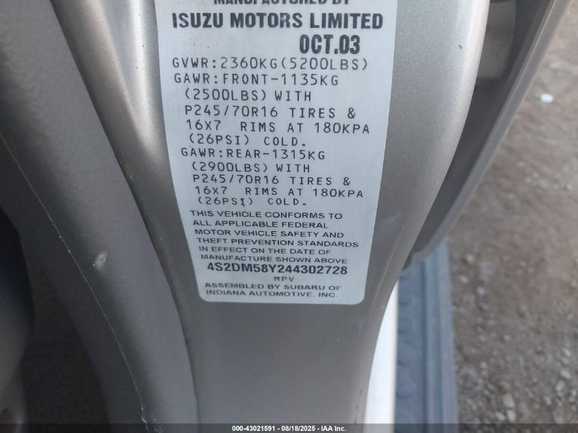 MANUFACTURED BY
ISUZU MOTORS LIMITED
OCT.03
GVWR:2360KG(5200LBS)
GAWR:FRONT-1135KG
(2500LBS) WITH
P245/70R16 TIRES &
16X7 RIMS AT 180KPA
(26PSI) COLD.
GAWR:REAR-1315KG
(2900LBS) WITH
P245/70R16 TIRES &
16X7 RIMS AT 180KPA
(26PSI) COLD.
THIS VEHICLE CONFORMS TO
ALL APPLICABLE FEDERAL
MOTOR VEHICLE SAFETY AND
THEFT PREVENTION STANDARDS
IN EFFECT ON THE DATE OF
MANUFACTURE SHOWN ABOVE
4S2DM58Y244302728
MPV
ASSEMBLED BY SUBARU OF
INDIANA AUTOMOTIVE, INC.
000-43021591 - 08/18/2025 - IAA Inc.